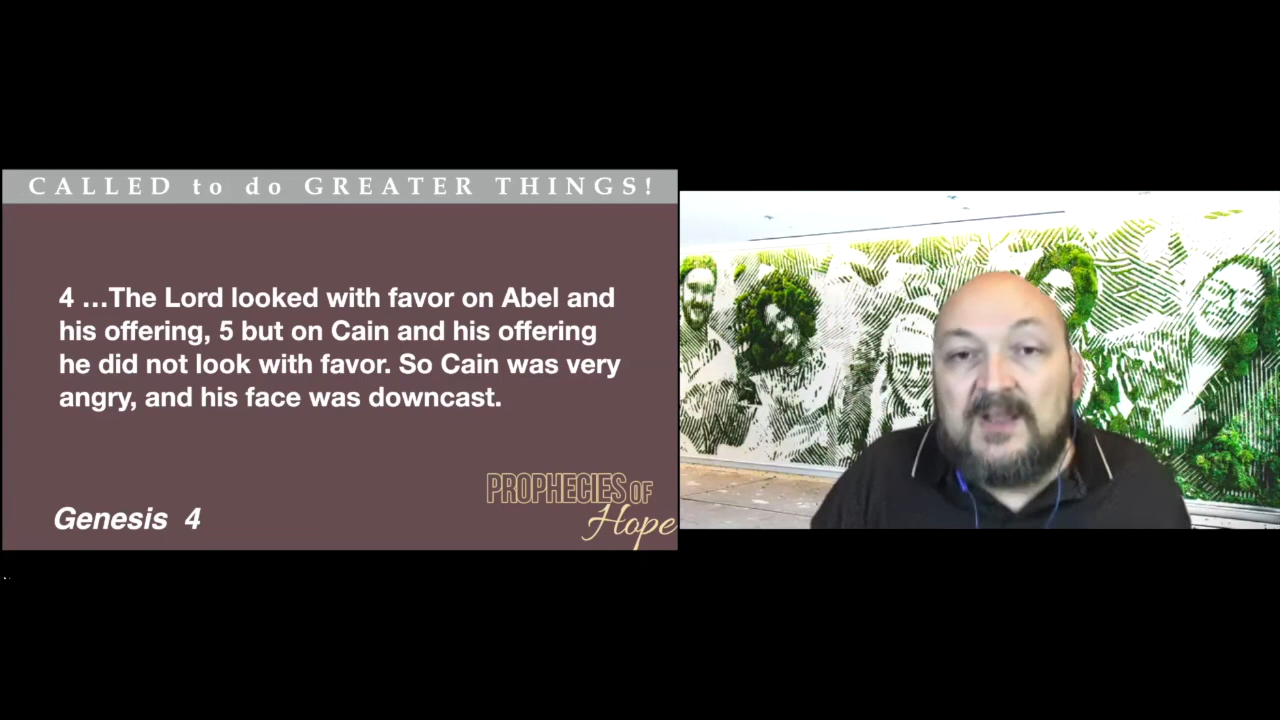 CALLED to do GREATER THINGS!
4 …The Lord looked with favor on Abel and
his offering, 5 but on Cain and his offering
he did not look with favor. So Cain was very
angry, and his face was downcast.
Genesis 4
PROPHECIES OF
Hope